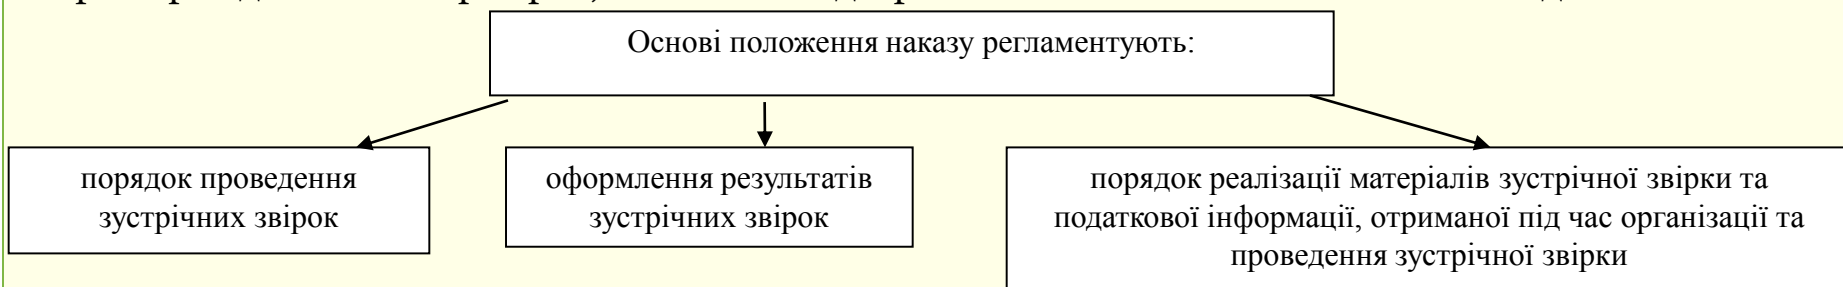 Основі положення наказу регламентують:
порядок проведення
зустрічних звірок
оформлення результатів
зустрічних звірок
порядок реалізації матеріалів зустрічної звірки та
податкової інформації, отриманої під час організації та
проведення зустрічної звірки